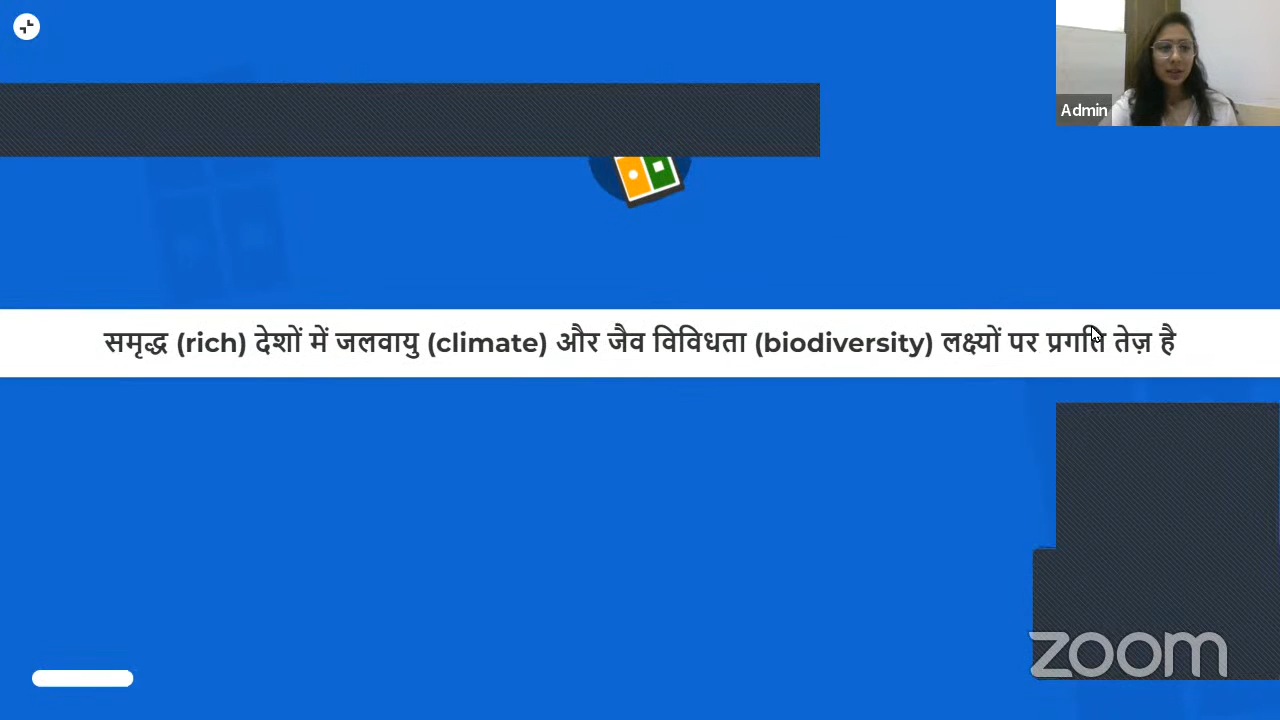 Admin
समृद्ध (rich) देशों में जलवायु (climate) और जैव विविधता (biodiversity) लक्ष्यों पर प्रगति तेज़ है
zoom